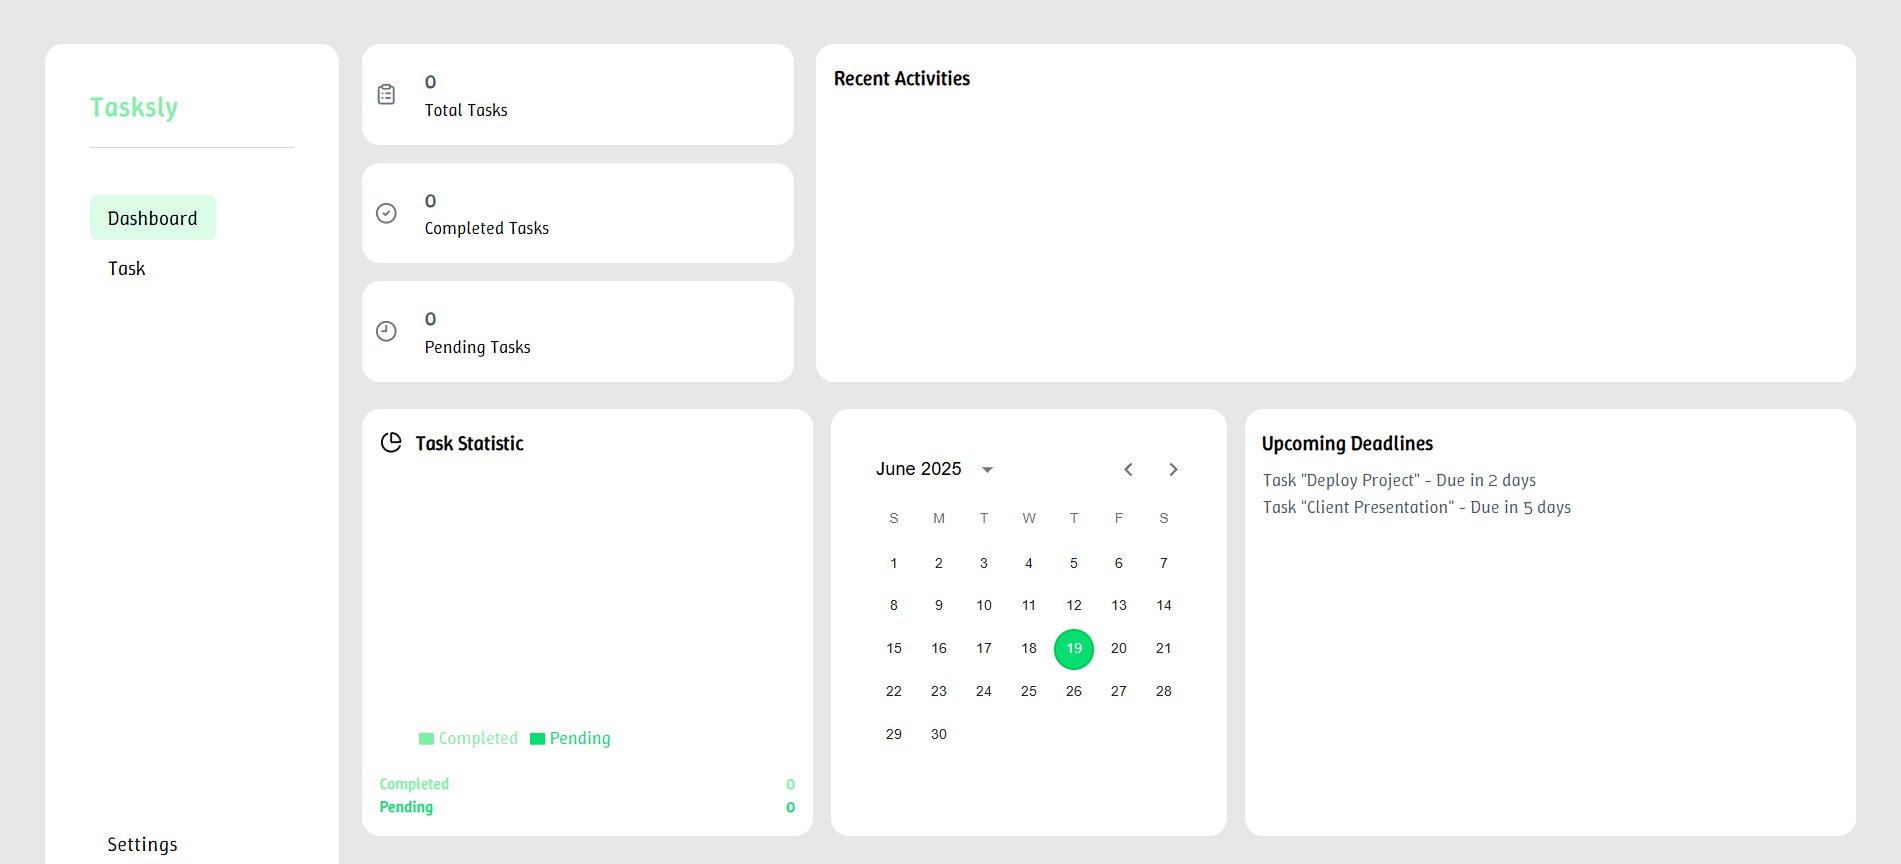 Tasksly
Dashboard
Task
Settings
0
Total Tasks
0
Completed Tasks
0
Pending Tasks
Recent Activities
Task Statistic
Completed Pending
Completed 0
Pending 0
June 2025
S M T W T F S
1 2 3 4 5 6 7
8 9 10 11 12 13 14
15 16 17 18 19 20 21
22 23 24 25 26 27 28
29 30
Upcoming Deadlines
Task "Deploy Project" - Due in 2 days
Task "Client Presentation" - Due in 5 days